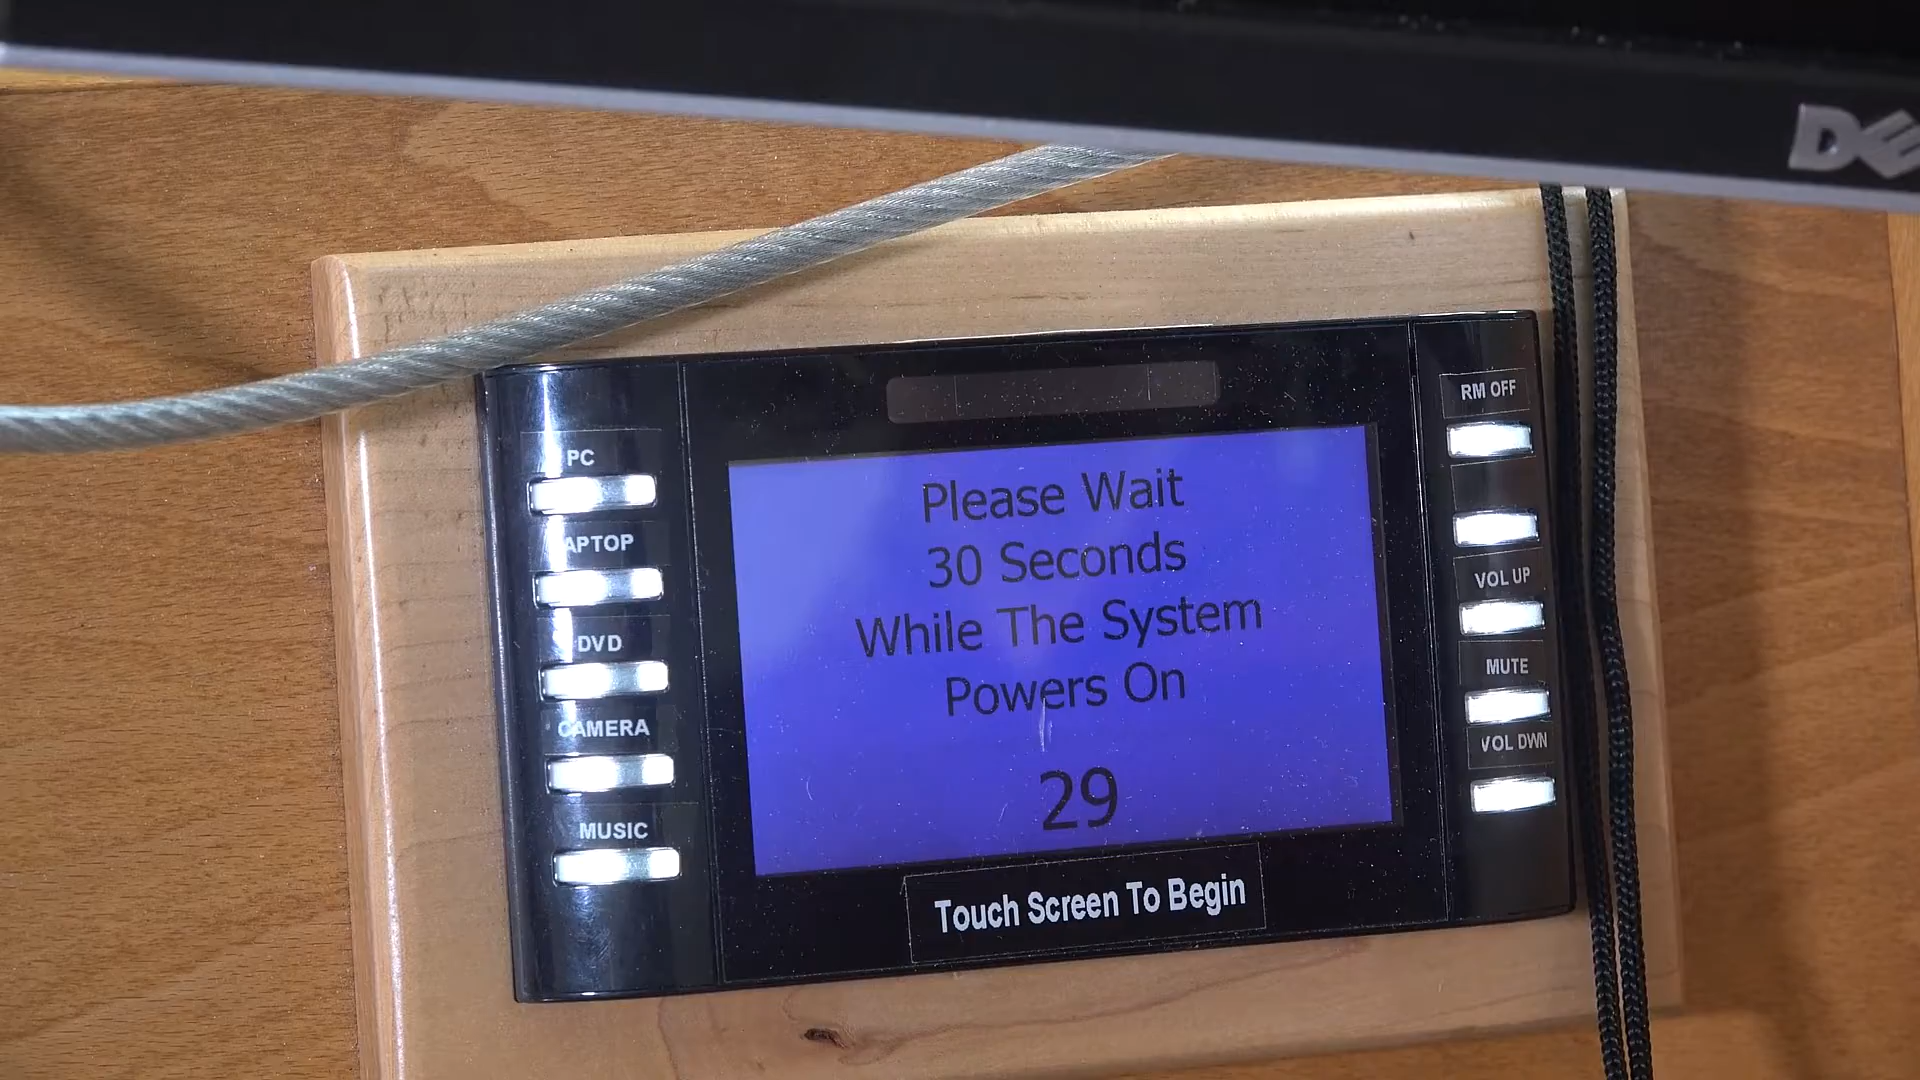 DELL
RM OFF
PC
APTOP
DVD
CAMERA
MUSIC
Please Wait
30 Seconds
While The System
Powers On
29
VOL UP
MUTE
VOL DWN
Touch Screen To Begin